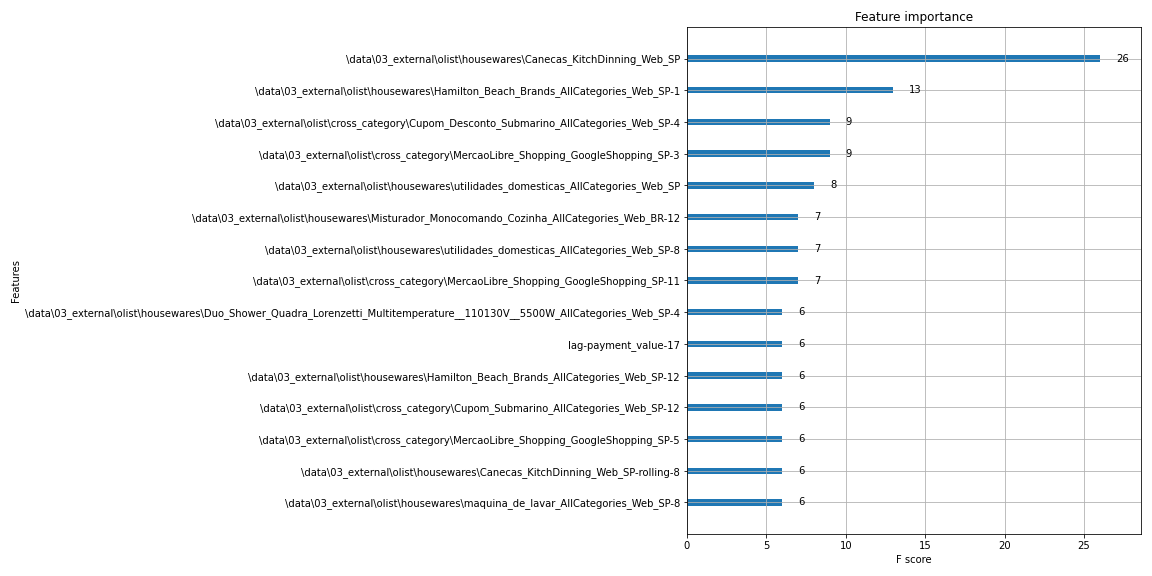 Feature importance
Features
\data\03_external\olist\housewares\Canecas_KitchDinning_Web_SP 26
\data\03_external\olist\housewares\Hamilton_Beach_Brands_AllCategories_Web_SP-1 13
\data\03_external\olist\cross_category\Cupom_Desconto_Submarino_AllCategories_Web_SP-4 9
\data\03_external\olist\cross_category\MercaoLibre_Shopping_GoogleShopping_SP-3 9
\data\03_external\olist\housewares\utilidades_domesticas_AllCategories_Web_SP 8
\data\03_external\olist\housewares\Misturador_Monocomando_Cozinha_AllCategories_Web_BR-12 7
\data\03_external\olist\housewares\utilidades_domesticas_AllCategories_Web_SP-8 7
\data\03_external\olist\cross_category\MercaoLibre_Shopping_GoogleShopping_SP-11 7
\data\03_external\olist\housewares\Duo_Shower_Quadra_Lorenzetti_Multitemperature__110130V__5500W_AllCategories_Web_SP-4 6
lag-payment_value-17 6
\data\03_external\olist\housewares\Hamilton_Beach_Brands_AllCategories_Web_SP-12 6
\data\03_external\olist\cross_category\Cupom_Submarino_AllCategories_Web_SP-12 6
\data\03_external\olist\cross_category\MercaoLibre_Shopping_GoogleShopping_SP-5 6
\data\03_external\olist\housewares\Canecas_KitchDinning_Web_SP-rolling-8 6
\data\03_external\olist\housewares\maquina_de_lavar_AllCategories_Web_SP-8 6
0 5 10 15 20 25
F score